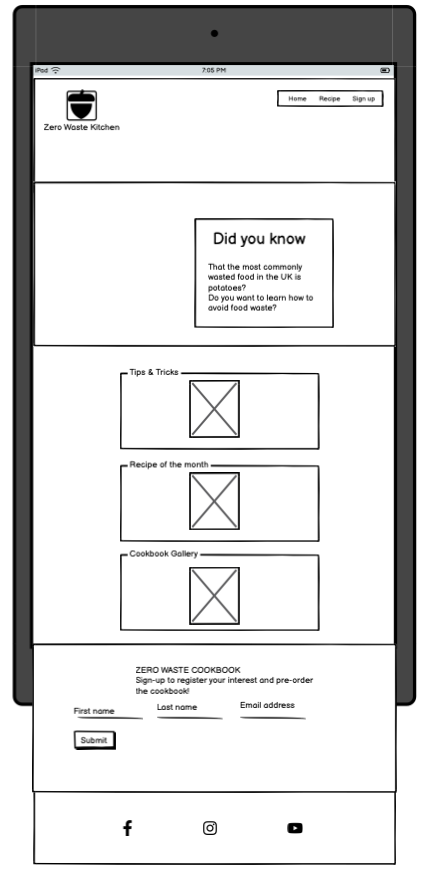 iPad 7:05 PM
Zero Waste Kitchen
Home Recipe Sign up
Did you know
That the most commonly
wasted food in the UK is
potatoes?
Do you want to learn how to
avoid food waste?
Tips & Tricks
Recipe of the month
Cookbook Gallery
ZERO WASTE COOKBOOK
Sign-up to register your interest and pre-order
the cookbook!
First name Last name Email address
Submit